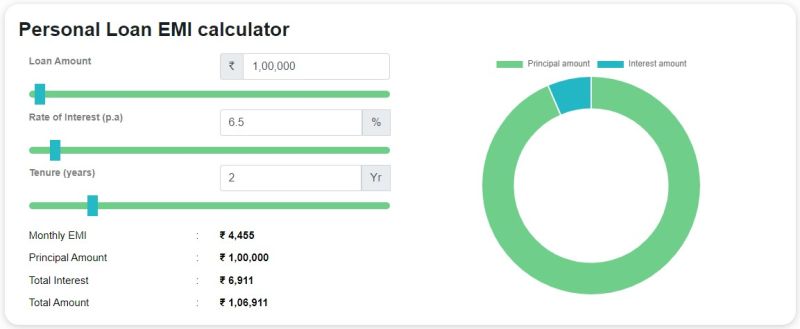 Personal Loan EMI calculator
Loan Amount ₹ 1,00,000
Rate of Interest (p.a) 6.5 %
Tenure (years) 2 Yr
Monthly EMI : ₹ 4,455
Principal Amount : ₹ 1,00,000
Total Interest : ₹ 6,911
Total Amount : ₹ 1,06,911
Principal amount Interest amount